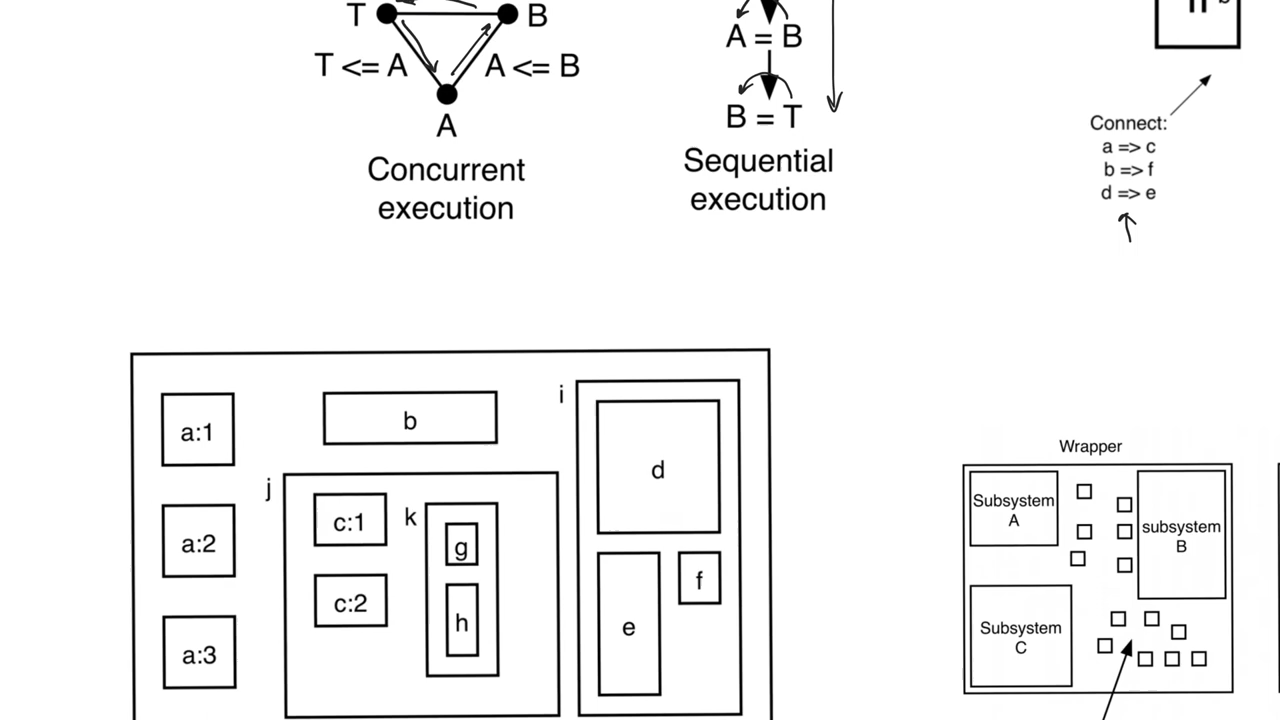 T
B
T <= A
A <= B
A
Concurrent
execution
A = B
B = T
Sequential
execution
Connect:
a => c
b => f
d => e
a:1
a:2
a:3
b
j
c:1
c:2
k
g
h
i
d
e
f
Wrapper
Subsystem
A
subsystem
B
Subsystem
C